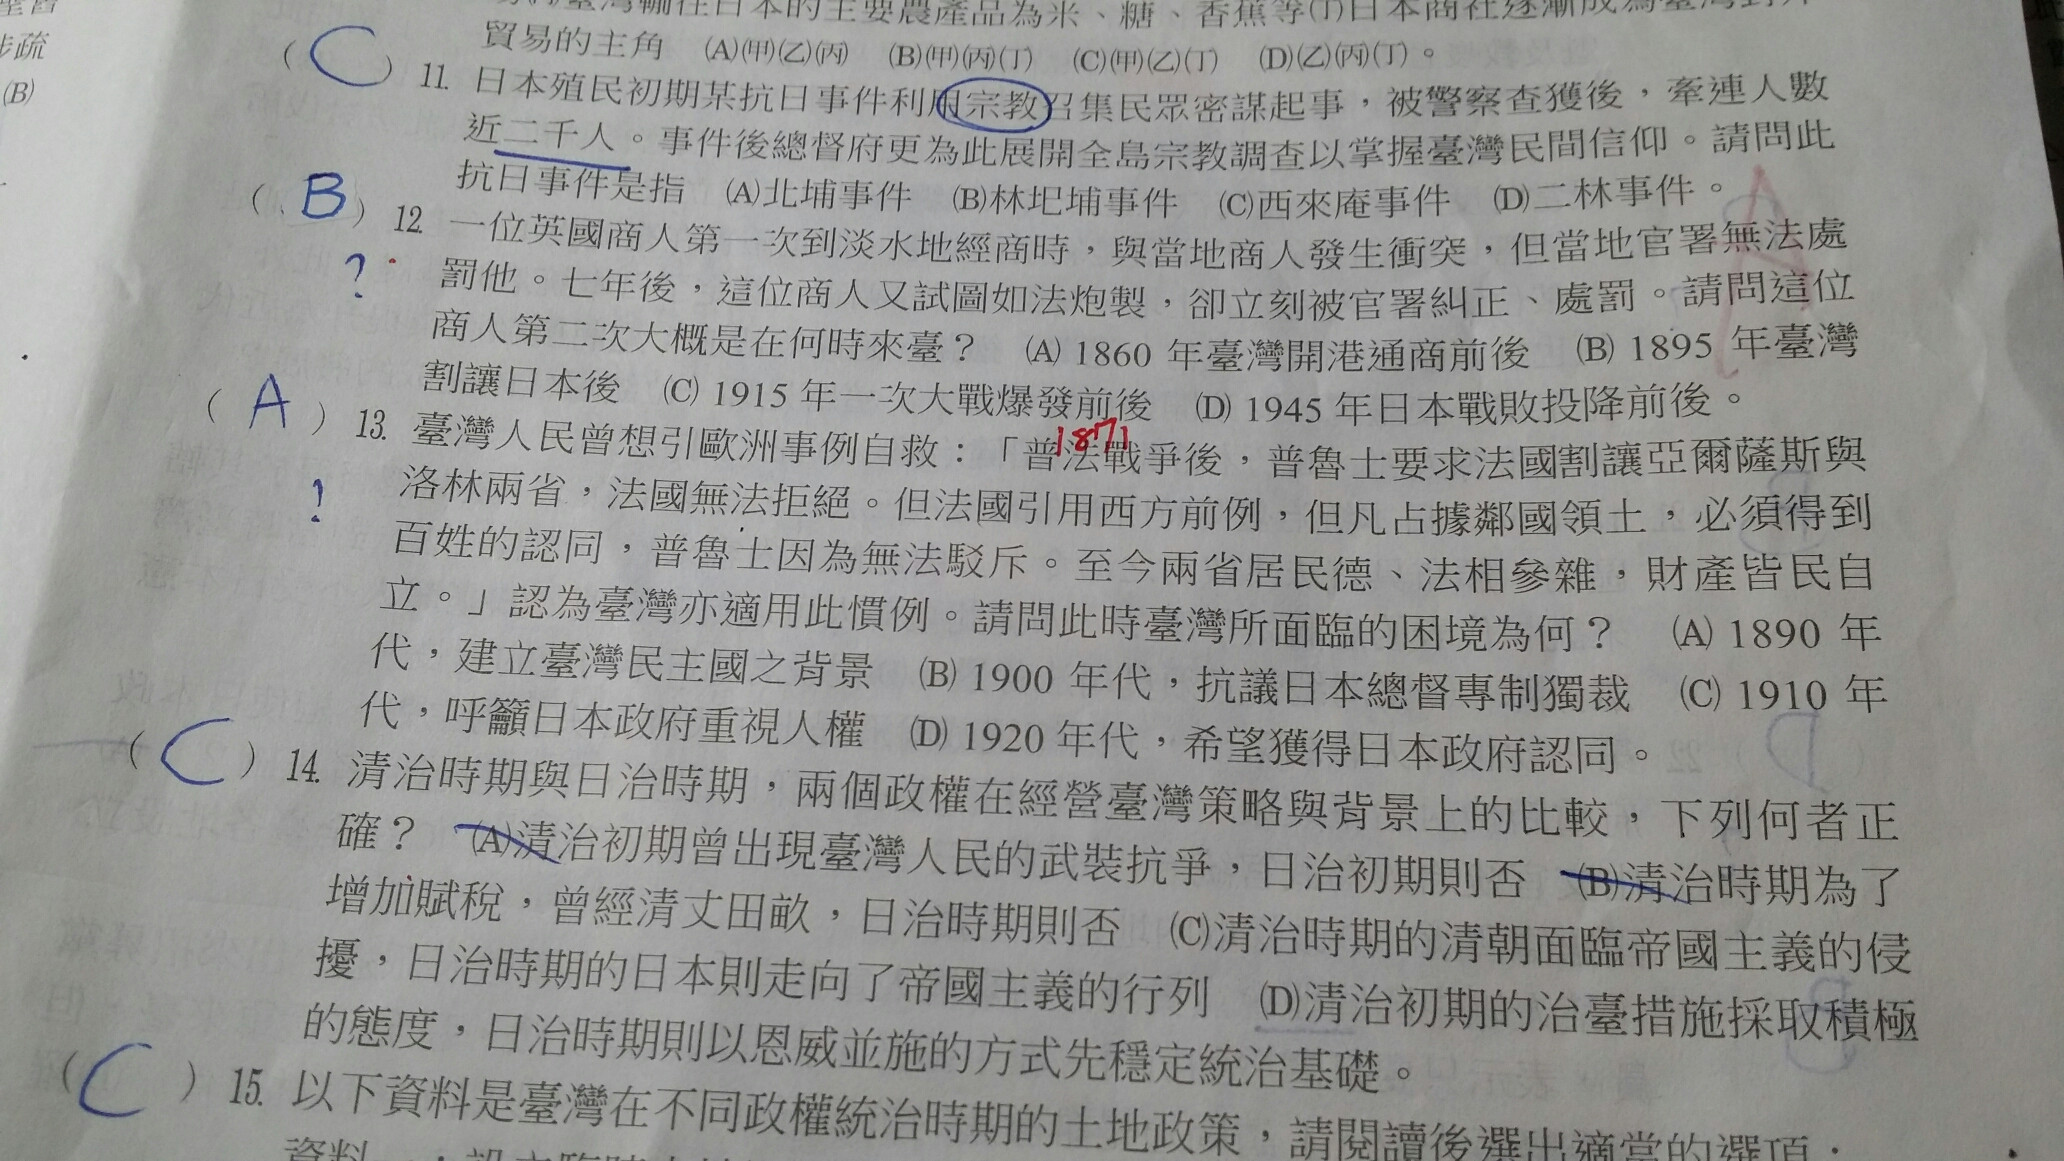 貿易的主角 (A)(甲)(乙)(丙) (B)(甲)(丙)(丁) (C)(甲)(乙)(丁) (D)(乙)(丙)(丁)。
( C ) 11. 日本殖民初期某抗日事件利用宗教召集民眾密謀起事,被警察查獲後,牽連人數
近二千人。事件後總督府更為此展開全島宗教調查以掌握臺灣民間信仰。請問此
抗日事件是指 (A)北埔事件 (B)林圯埔事件 (C)西來庵事件 (D)二林事件。
( B ) 12. 一位英國商人第一次到淡水地經商時,與當地商人發生衝突,但當地官署無法處
? 罰他。七年後,這位商人又試圖如法炮製,卻立刻被官署糾正、處罰。請問這位
商人第二次大概是在何時來臺? (A) 1860 年臺灣開港通商前後 (B) 1895 年臺灣
割讓日本後 (C) 1915 年一次大戰爆發前後 (D) 1945 年日本戰敗投降前後。
1871
( A ) 13. 臺灣人民曾想引歐洲事例自救:「普法戰爭後,普魯士要求法國割讓亞爾薩斯與
! 洛林兩省,法國無法拒絕。但法國引用西方前例,但凡占據鄰國領土,必須得到
百姓的認同,普魯士因為無法駁斥。至今兩省居民德、法相參雜,財產皆民自
立。」認為臺灣亦適用此慣例。請問此時臺灣所面臨的困境為何? (A) 1890 年
代,建立臺灣民主國之背景 (B) 1900 年代,抗議日本總督專制獨裁 (C) 1910 年
代,呼籲日本政府重視人權 (D) 1920 年代,希望獲得日本政府認同。
( C ) 14. 清治時期與日治時期,兩個政權在經營臺灣策略與背景上的比較,下列何者正
確? (A)清治初期曾出現臺灣人民的武裝抗爭,日治初期則否 (B)清治時期為了
增加賦稅,曾經清丈田畝,日治時期則否 (C)清治時期的清朝面臨帝國主義的侵
擾,日治時期的日本則走向了帝國主義的行列 (D)清治初期的治臺措施採取積極
的態度,日治時期則以恩威並施的方式先穩定統治基礎。
( C ) 15. 以下資料是臺灣在不同政權統治時期的土地政策,請閱讀後選出適當的選項:
(B)